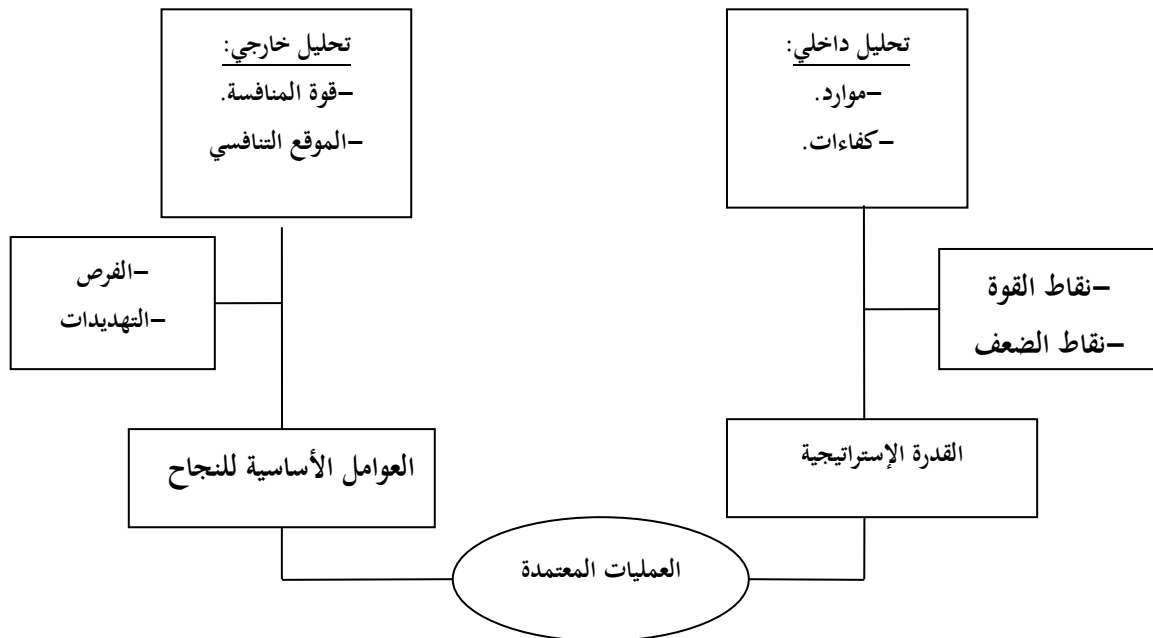 تحليل داخلي:
–موارد.
–كفاءات.
تحليل خارجي:
–قوة المنافسة.
–الموقع التنافسي
–نقاط القوة
–نقاط الضعف
–الفرص
–التهديدات
القدرة الإستراتيجية
العوامل الأساسية للنجاح
العمليات المعتمدة